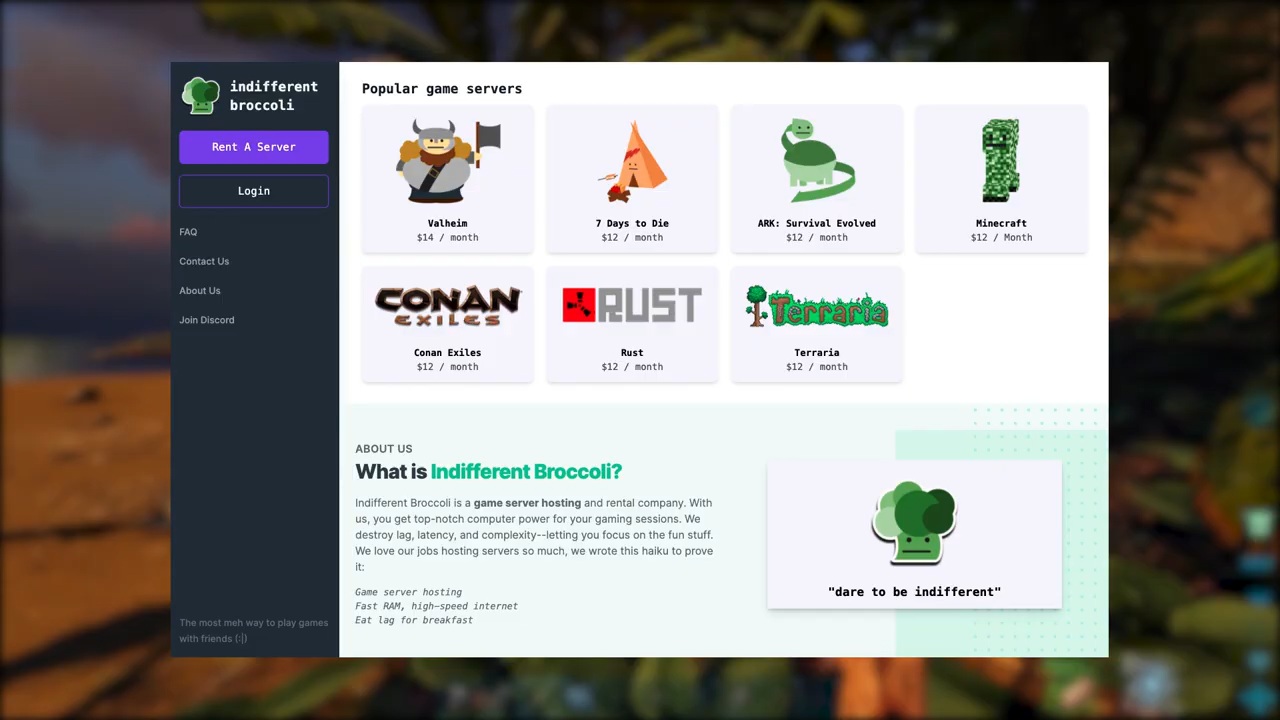 indifferent
broccoli
Rent A Server
Login
FAQ
Contact Us
About Us
Join Discord
The most meh way to play games
with friends (:|)
Popular game servers
Valheim
$14 / month
7 Days to Die
$12 / month
ARK: Survival Evolved
$12 / month
Minecraft
$12 / Month
CONAN
EXILES
Conan Exiles
$12 / month
RUST
Rust
$12 / month
Terraria
Terraria
$12 / month
ABOUT US
What is Indifferent Broccoli?
Indifferent Broccoli is a game server hosting and rental company. With
us, you get top-notch computer power for your gaming sessions. We
destroy lag, latency, and complexity--letting you focus on the fun stuff.
We love our jobs hosting servers so much, we wrote this haiku to prove
it:
Game server hosting
Fast RAM, high-speed internet
Eat lag for breakfast
"dare to be indifferent"